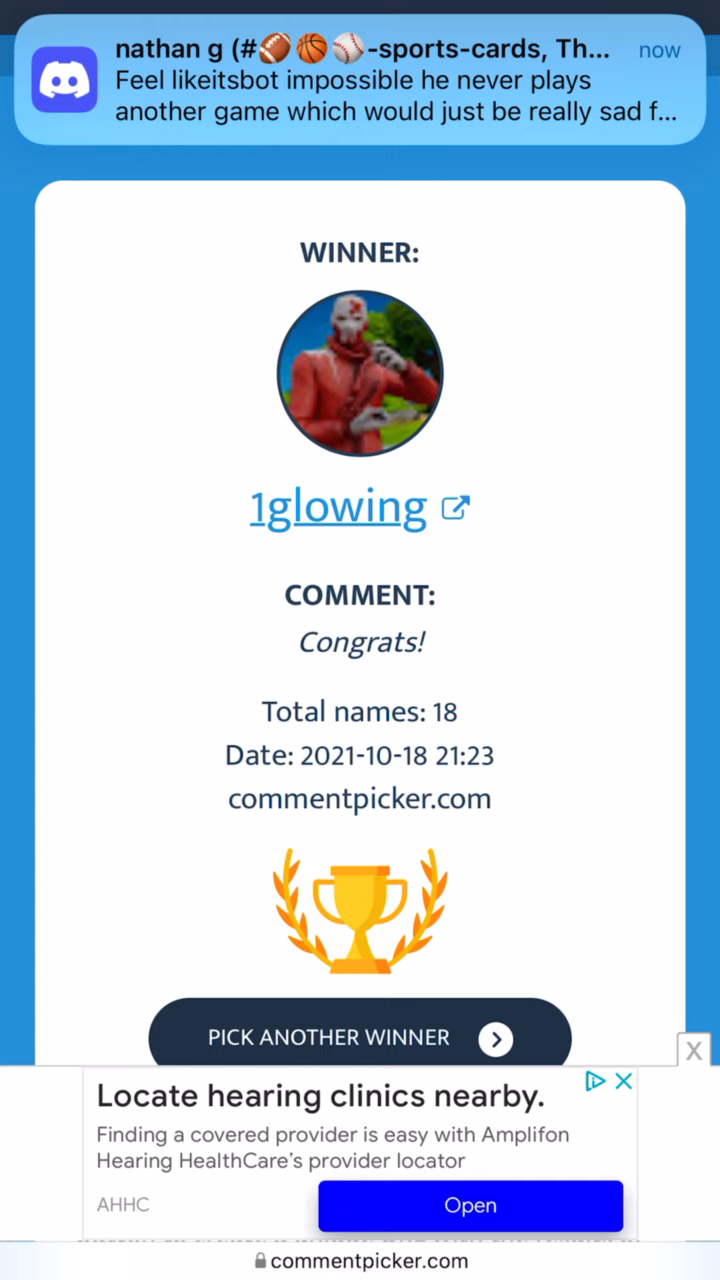 nathan g (#🏈🏀⚾-sports-cards, Th...
now
Feel likeitsbot impossible he never plays
another game which would just be really sad f...
WINNER:
1glowing
COMMENT:
Congrats!
Total names: 18
Date: 2021-10-18 21:23
commentpicker.com
PICK ANOTHER WINNER
X
Locate hearing clinics nearby.
Finding a covered provider is easy with Amplifon
Hearing HealthCare's provider locator
AHHC
Open
commentpicker.com